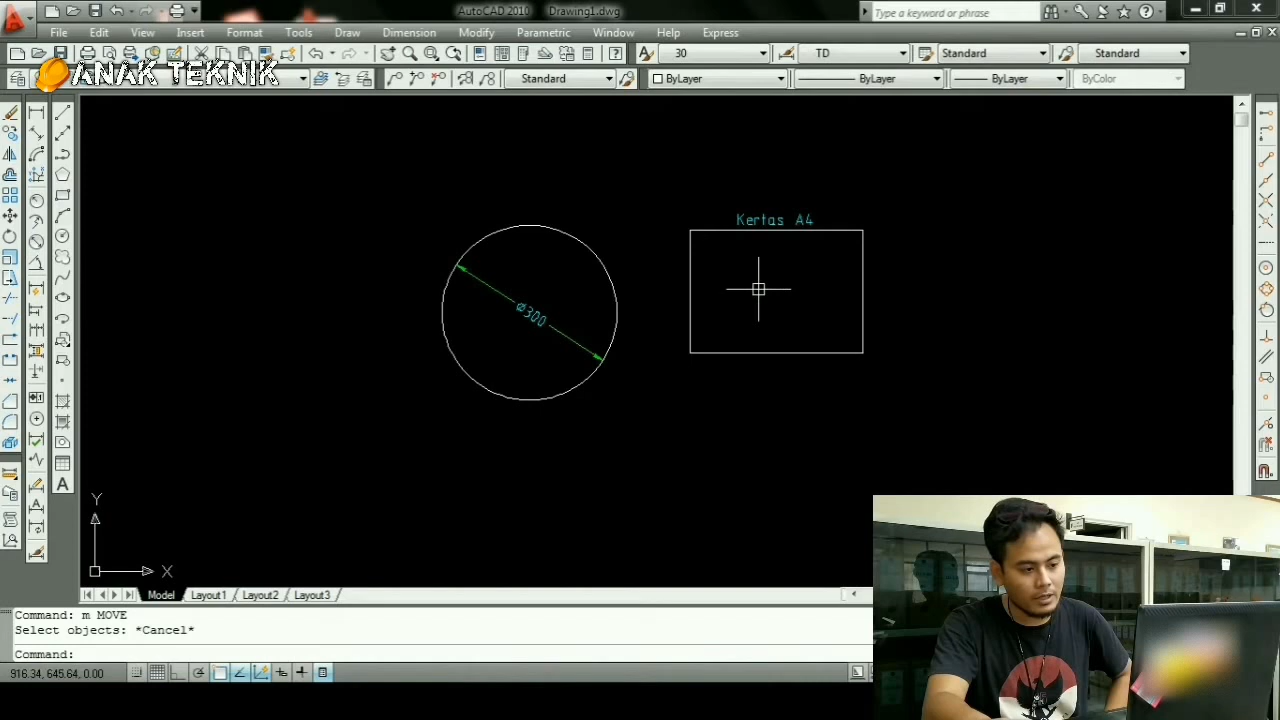 AutoCAD 2010 Drawing1.dwg
Type a keyword or phrase
File Edit View Insert Format Tools Draw Dimension Modify Parametric Window Help Express
30 TD Standard Standard
ANAK TEKNIK
Standard ByLayer ByLayer ByLayer ByColor
Kertas A4
ø300
Y
X
Model Layout1 Layout2 Layout3
Command: m MOVE
Select objects: *Cancel*
Command:
916.34, 645.64, 0.00